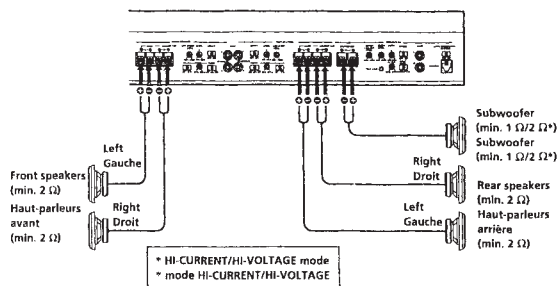 Subwoofer
(min. 1 Ω/2 Ω*)
Subwoofer
(min. 1 Ω/2 Ω*)
Left
Gauche
Front speakers
(min. 2 Ω)
Haut-parleurs
avant
(min. 2 Ω)
Right
Droit
Right
Droit
Rear speakers
(min. 2 Ω)
Left
Gauche
Haut-parleurs
arrière
(min. 2 Ω)
* HI-CURRENT/HI-VOLTAGE mode
* mode HI-CURRENT/HI-VOLTAGE